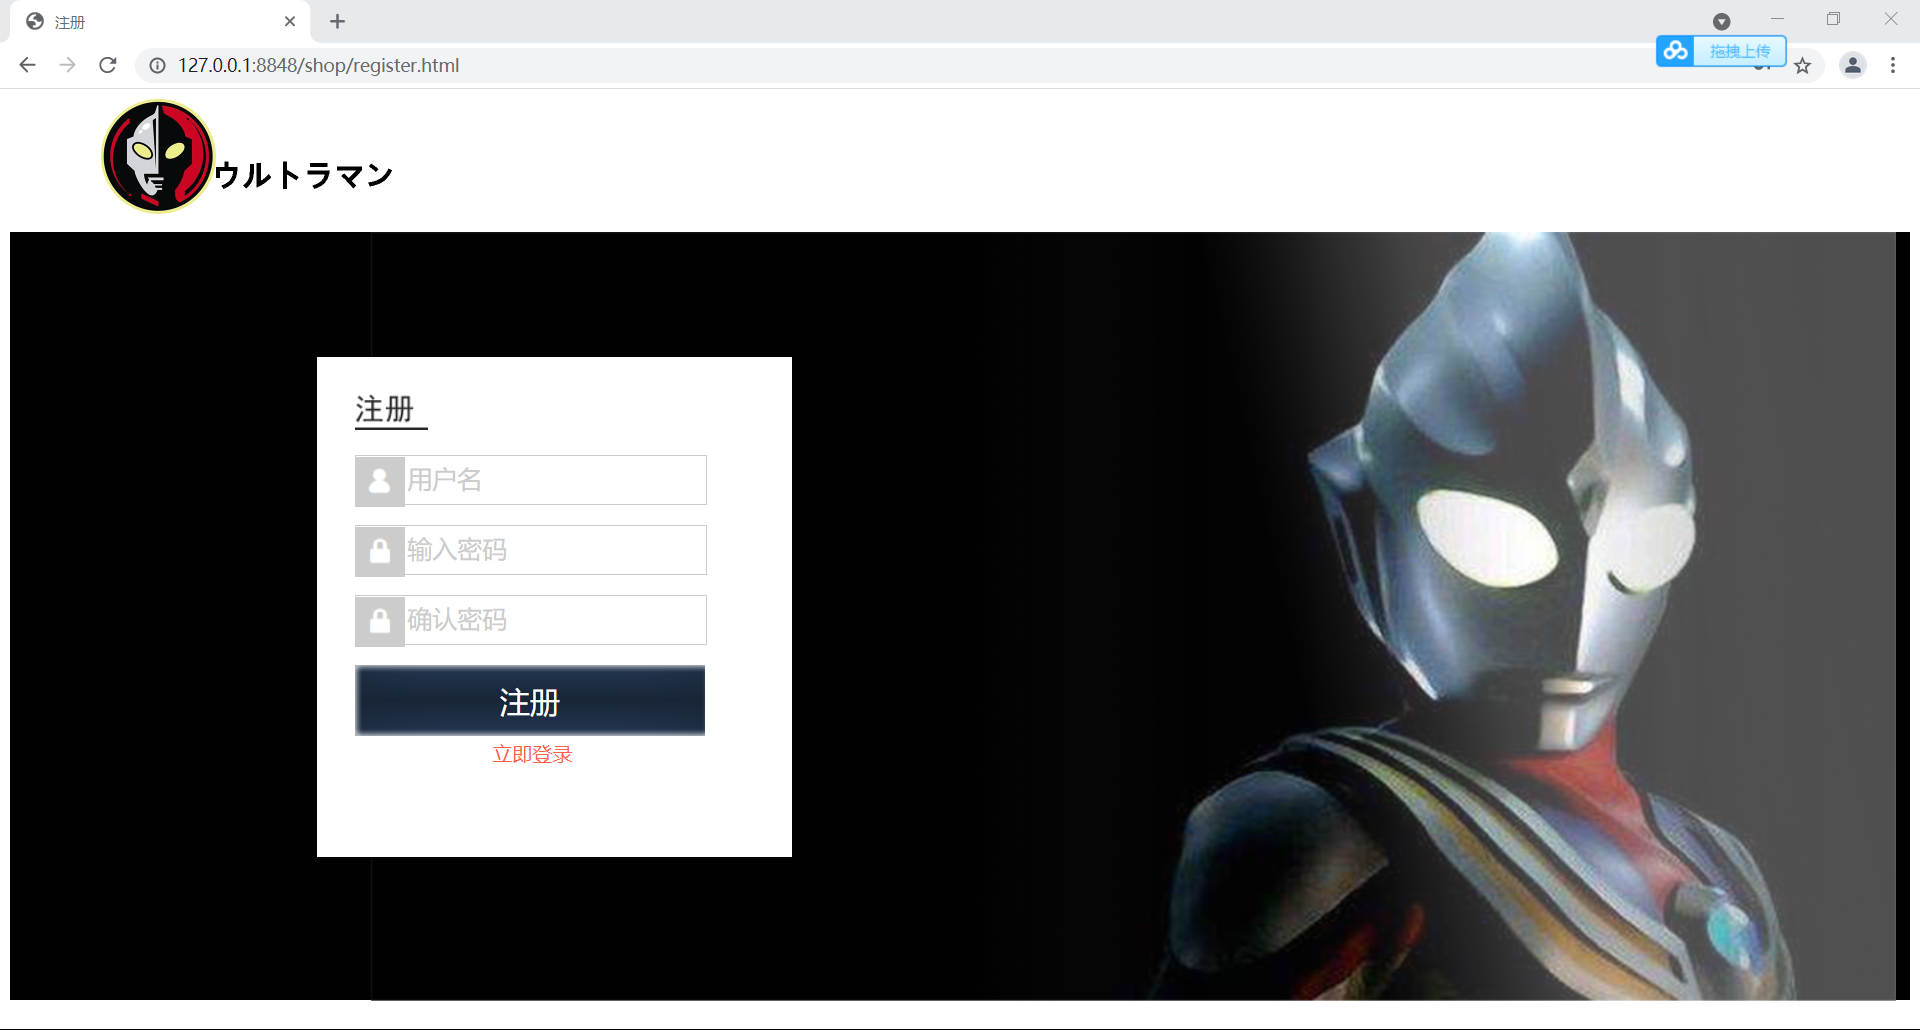 注册
127.0.0.1:8848/shop/register.html
拖拽上传
ウルトラマン
注册
用户名
输入密码
确认密码
注册
立即登录